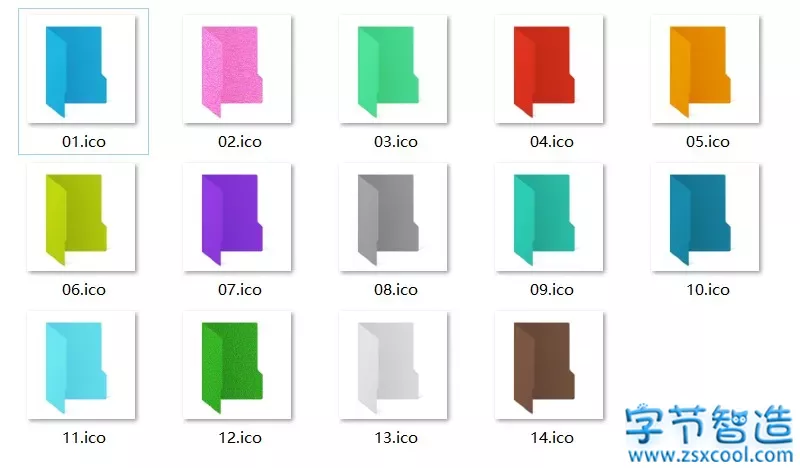 01.ico
02.ico
03.ico
04.ico
05.ico
06.ico
07.ico
08.ico
09.ico
10.ico
11.ico
12.ico
13.ico
14.ico
字节智造
www.zsxcool.com